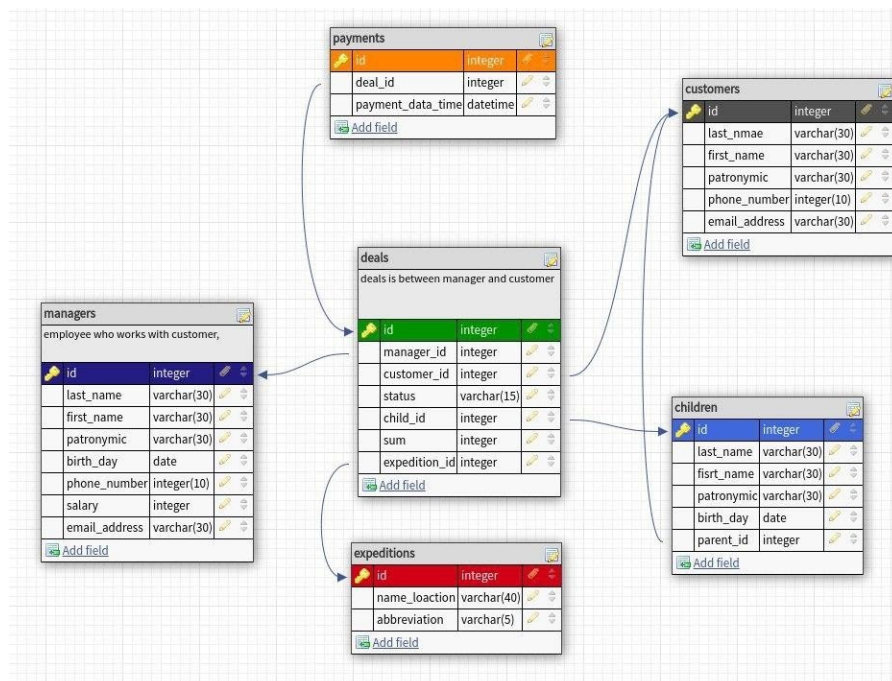 payments
id integer
deal_id integer
payment_data_time datetime
Add field
customers
id integer
last_nmae varchar(30)
first_name varchar(30)
patronymic varchar(30)
phone_number integer(10)
email_address varchar(30)
Add field
deals
deals is between manager and customer
id integer
manager_id integer
customer_id integer
status varchar(15)
child_id integer
sum integer
expedition_id integer
Add field
managers
employee who works with customer,
id integer
last_name varchar(30)
first_name varchar(30)
patronymic varchar(30)
birth_day date
phone_number integer(10)
salary integer
email_address varchar(30)
Add field
children
id integer
last_name varchar(30)
fisrt_name varchar(30)
patronymic varchar(30)
birth_day date
parent_id integer
Add field
expeditions
id integer
name_loaction varchar(40)
abbreviation varchar(5)
Add field